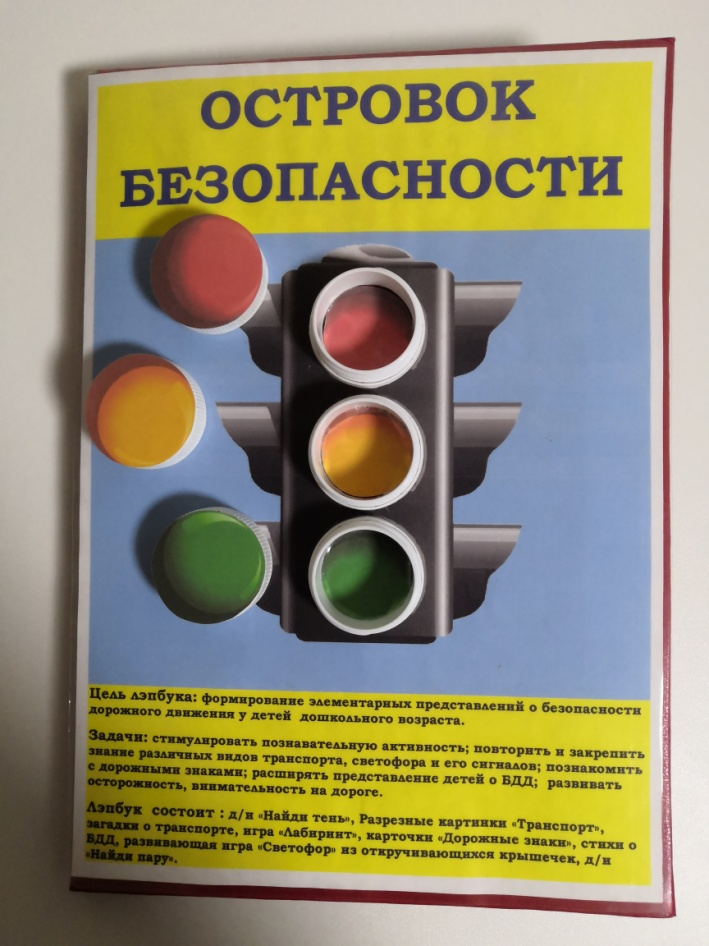 ОСТРОВОК
БЕЗОПАСНОСТИ
Цель лэпбука: формирование элементарных представлений о безопасности
дорожного движения у детей дошкольного возраста.
Задачи: стимулировать познавательную активность; повторить и закрепить
знание различных видов транспорта, светофора и его сигналов; познакомить
с дорожными знаками; расширять представление детей о БДД; развивать
осторожность, внимательность на дороге.
Лэпбук состоит : д/и «Найди тень», Разрезные картинки «Транспорт»,
загадки о транспорте, игра «Лабиринт», карточки «Дорожные знаки», стихи о
БДД, развивающая игра «Светофор» из откручивающихся крышечек, д/и
«Найди пару».